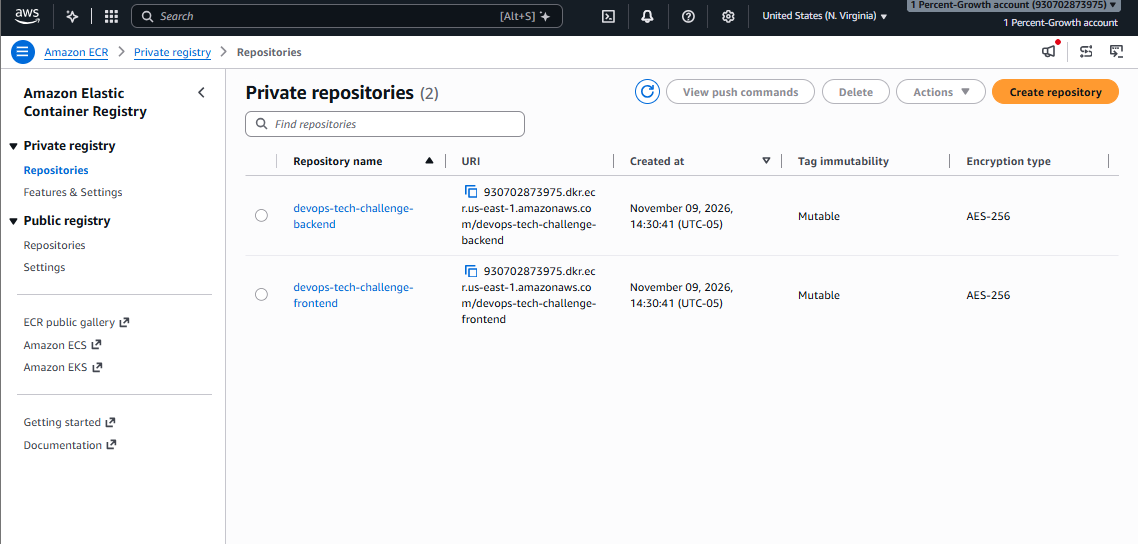 aws
Search
[Alt+S]
United States (N. Virginia)
1 Percent-Growth account (930702873975)
1 Percent-Growth account
Amazon ECR
Private registry
Repositories
Amazon Elastic
Container Registry
Private registry
Repositories
Features & Settings
Public registry
Repositories
Settings
ECR public gallery
Amazon ECS
Amazon EKS
Getting started
Documentation
Private repositories (2)
View push commands
Delete
Actions
Create repository
Find repositories
Repository name
URI
Created at
Tag immutability
Encryption type
devops-tech-challenge-
backend
930702873975.dkr.ec
r.us-east-1.amazonaws.co
m/devops-tech-challenge-
backend
November 09, 2026,
14:30:41 (UTC-05)
Mutable
AES-256
devops-tech-challenge-
frontend
930702873975.dkr.ec
r.us-east-1.amazonaws.co
m/devops-tech-challenge-
frontend
November 09, 2026,
14:30:41 (UTC-05)
Mutable
AES-256